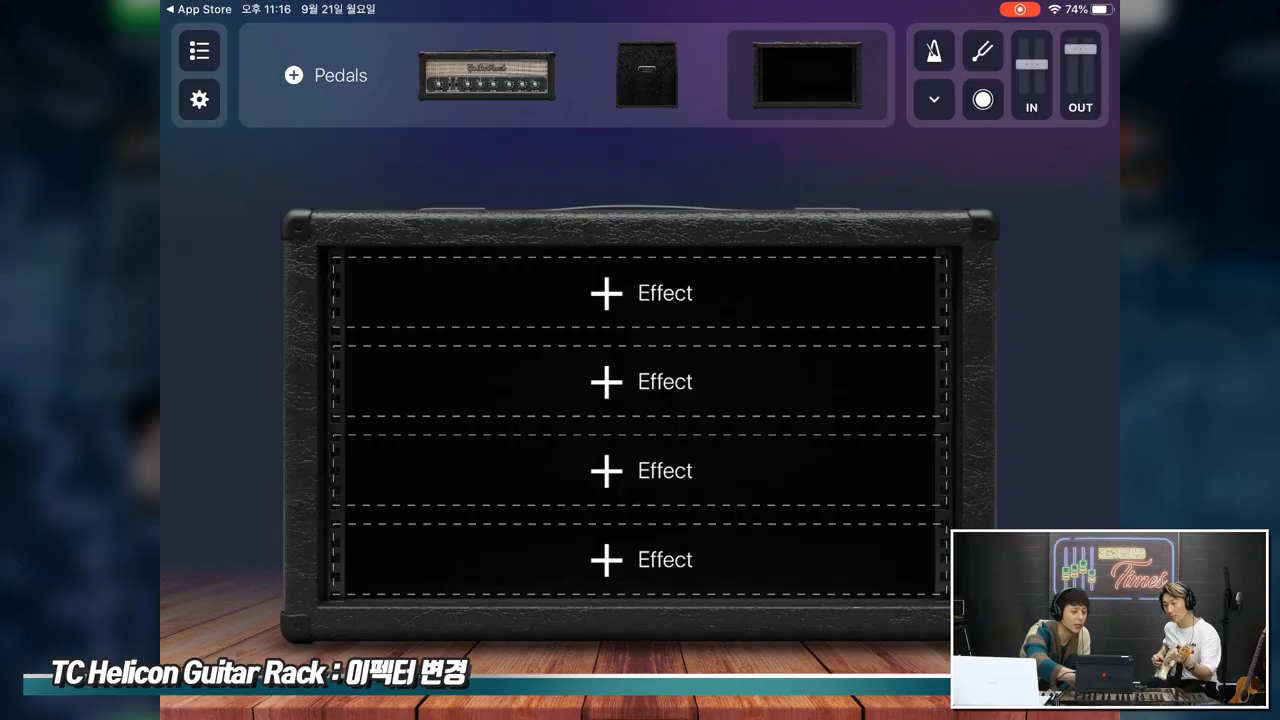 App Store 오후 11:16 9월 21일 월요일
74%
Pedals
IN
OUT
Effect
Effect
Effect
Effect
Times
TC Helicon Guitar Rack : 이펙터 변경